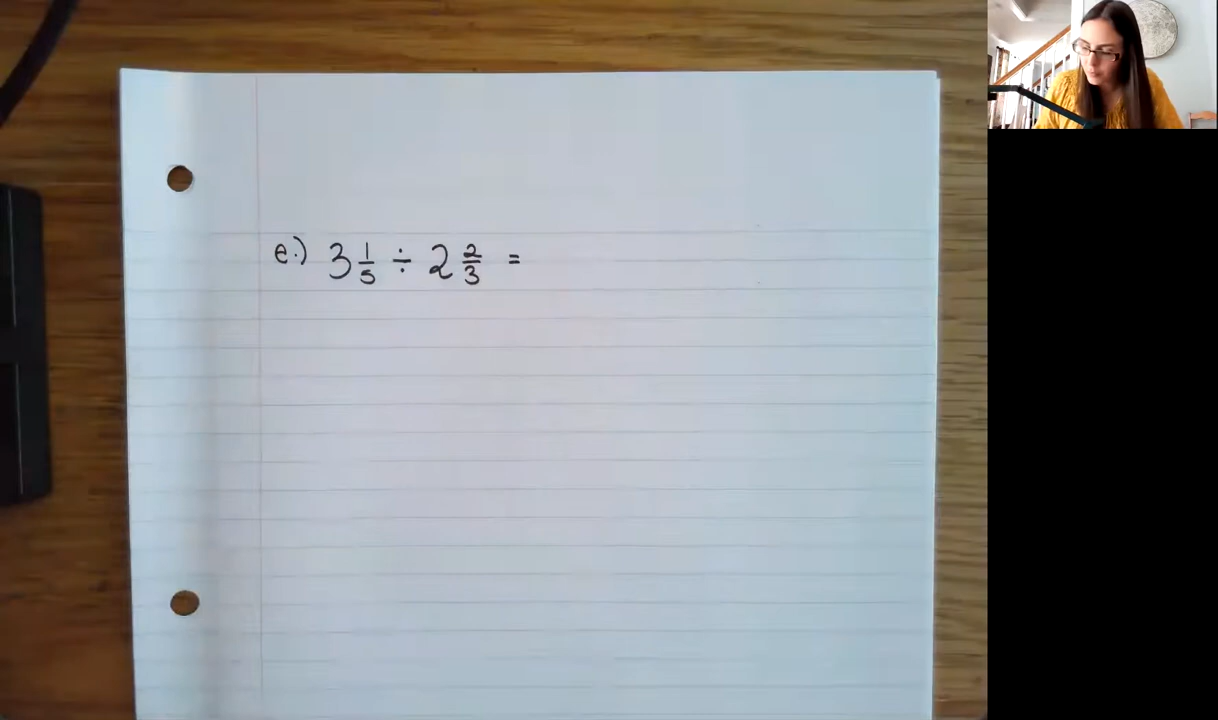 e.) 3 1/5 ÷ 2 2/3 =